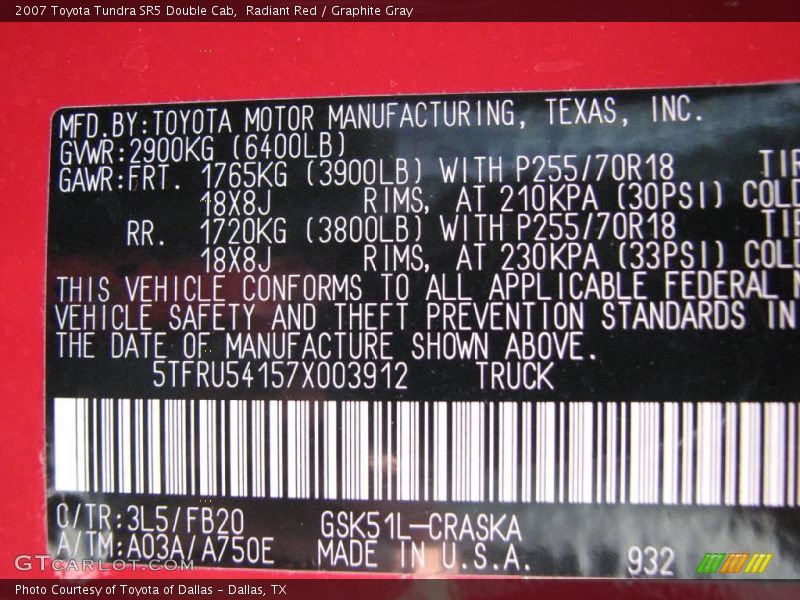 2007 Toyota Tundra SR5 Double Cab,  Radiant Red / Graphite Gray
MFD.BY:TOYOTA MOTOR MANUFACTURING, TEXAS, INC.
GVWR:2900KG (6400LB)
GAWR:FRT. 1765KG (3900LB) WITH P255/70R18 TIR
18X8J RIMS, AT 210KPA (30PSI) COLD
RR. 1720KG (3800LB) WITH P255/70R18 TIR
18X8J RIMS, AT 230KPA (33PSI) COLD
THIS VEHICLE CONFORMS TO ALL APPLICABLE FEDERAL M
VEHICLE SAFETY AND THEFT PREVENTION STANDARDS IN
THE DATE OF MANUFACTURE SHOWN ABOVE.
5TFRU54157X003912 TRUCK
C/TR:3L5/FB20 GSK51L-CRASKA
A/TM:A03A/A750E MADE IN U.S.A. 932
GTcarlot.com
Photo Courtesy of Toyota of Dallas - Dallas, TX